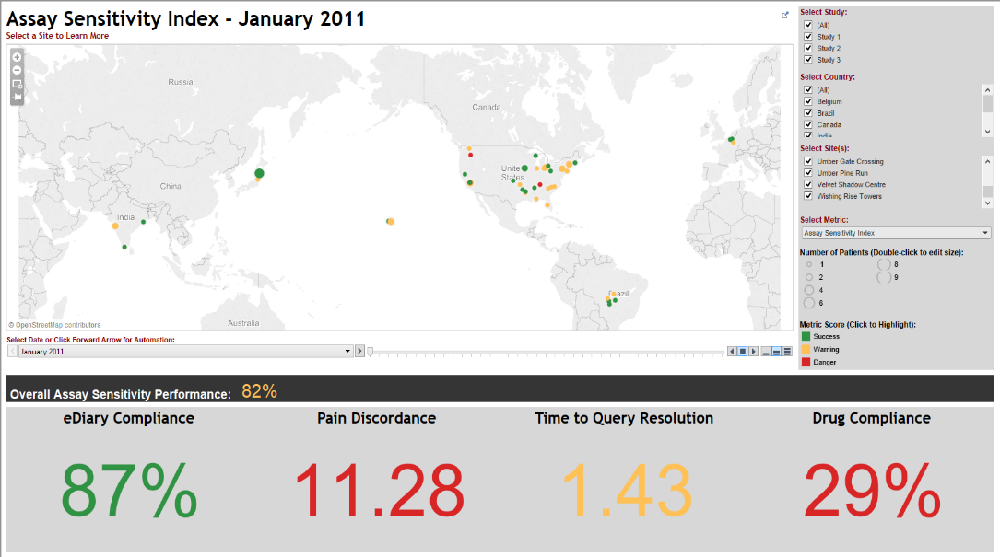 Assay Sensitivity Index - January 2011
Select a Site to Learn More
Russia
Canada
United
States
China
India
Brazil
Australia
© OpenStreetMap contributors
Select Date or Click Forward Arrow for Automation:
January 2011
Select Study:
(All)
Study 1
Study 2
Study 3
Select Country:
(All)
Belgium
Brazil
Canada
India
Select Site(s):
Umber Gate Crossing
Umber Pine Run
Velvet Shadow Centre
Wishing Rise Towers
Select Metric:
Assay Sensitivity Index
Number of Patients (Double-click to edit size):
1 8
2 9
4
6
Metric Score (Click to Highlight):
Success
Warning
Danger
Overall Assay Sensitivity Performance: 82%
eDiary Compliance Pain Discordance Time to Query Resolution Drug Compliance
87% 11.28 1.43 29%